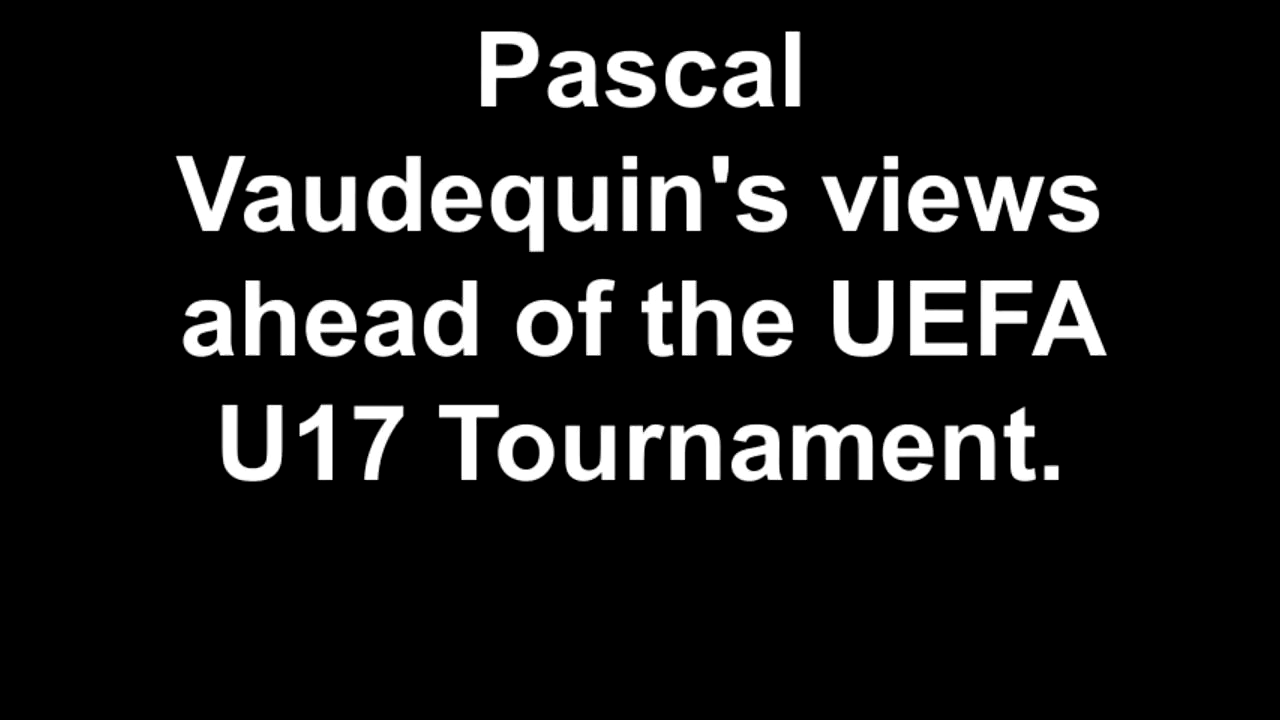 Pascal
Vaudequin's views
ahead of the UEFA
U17 Tournament.